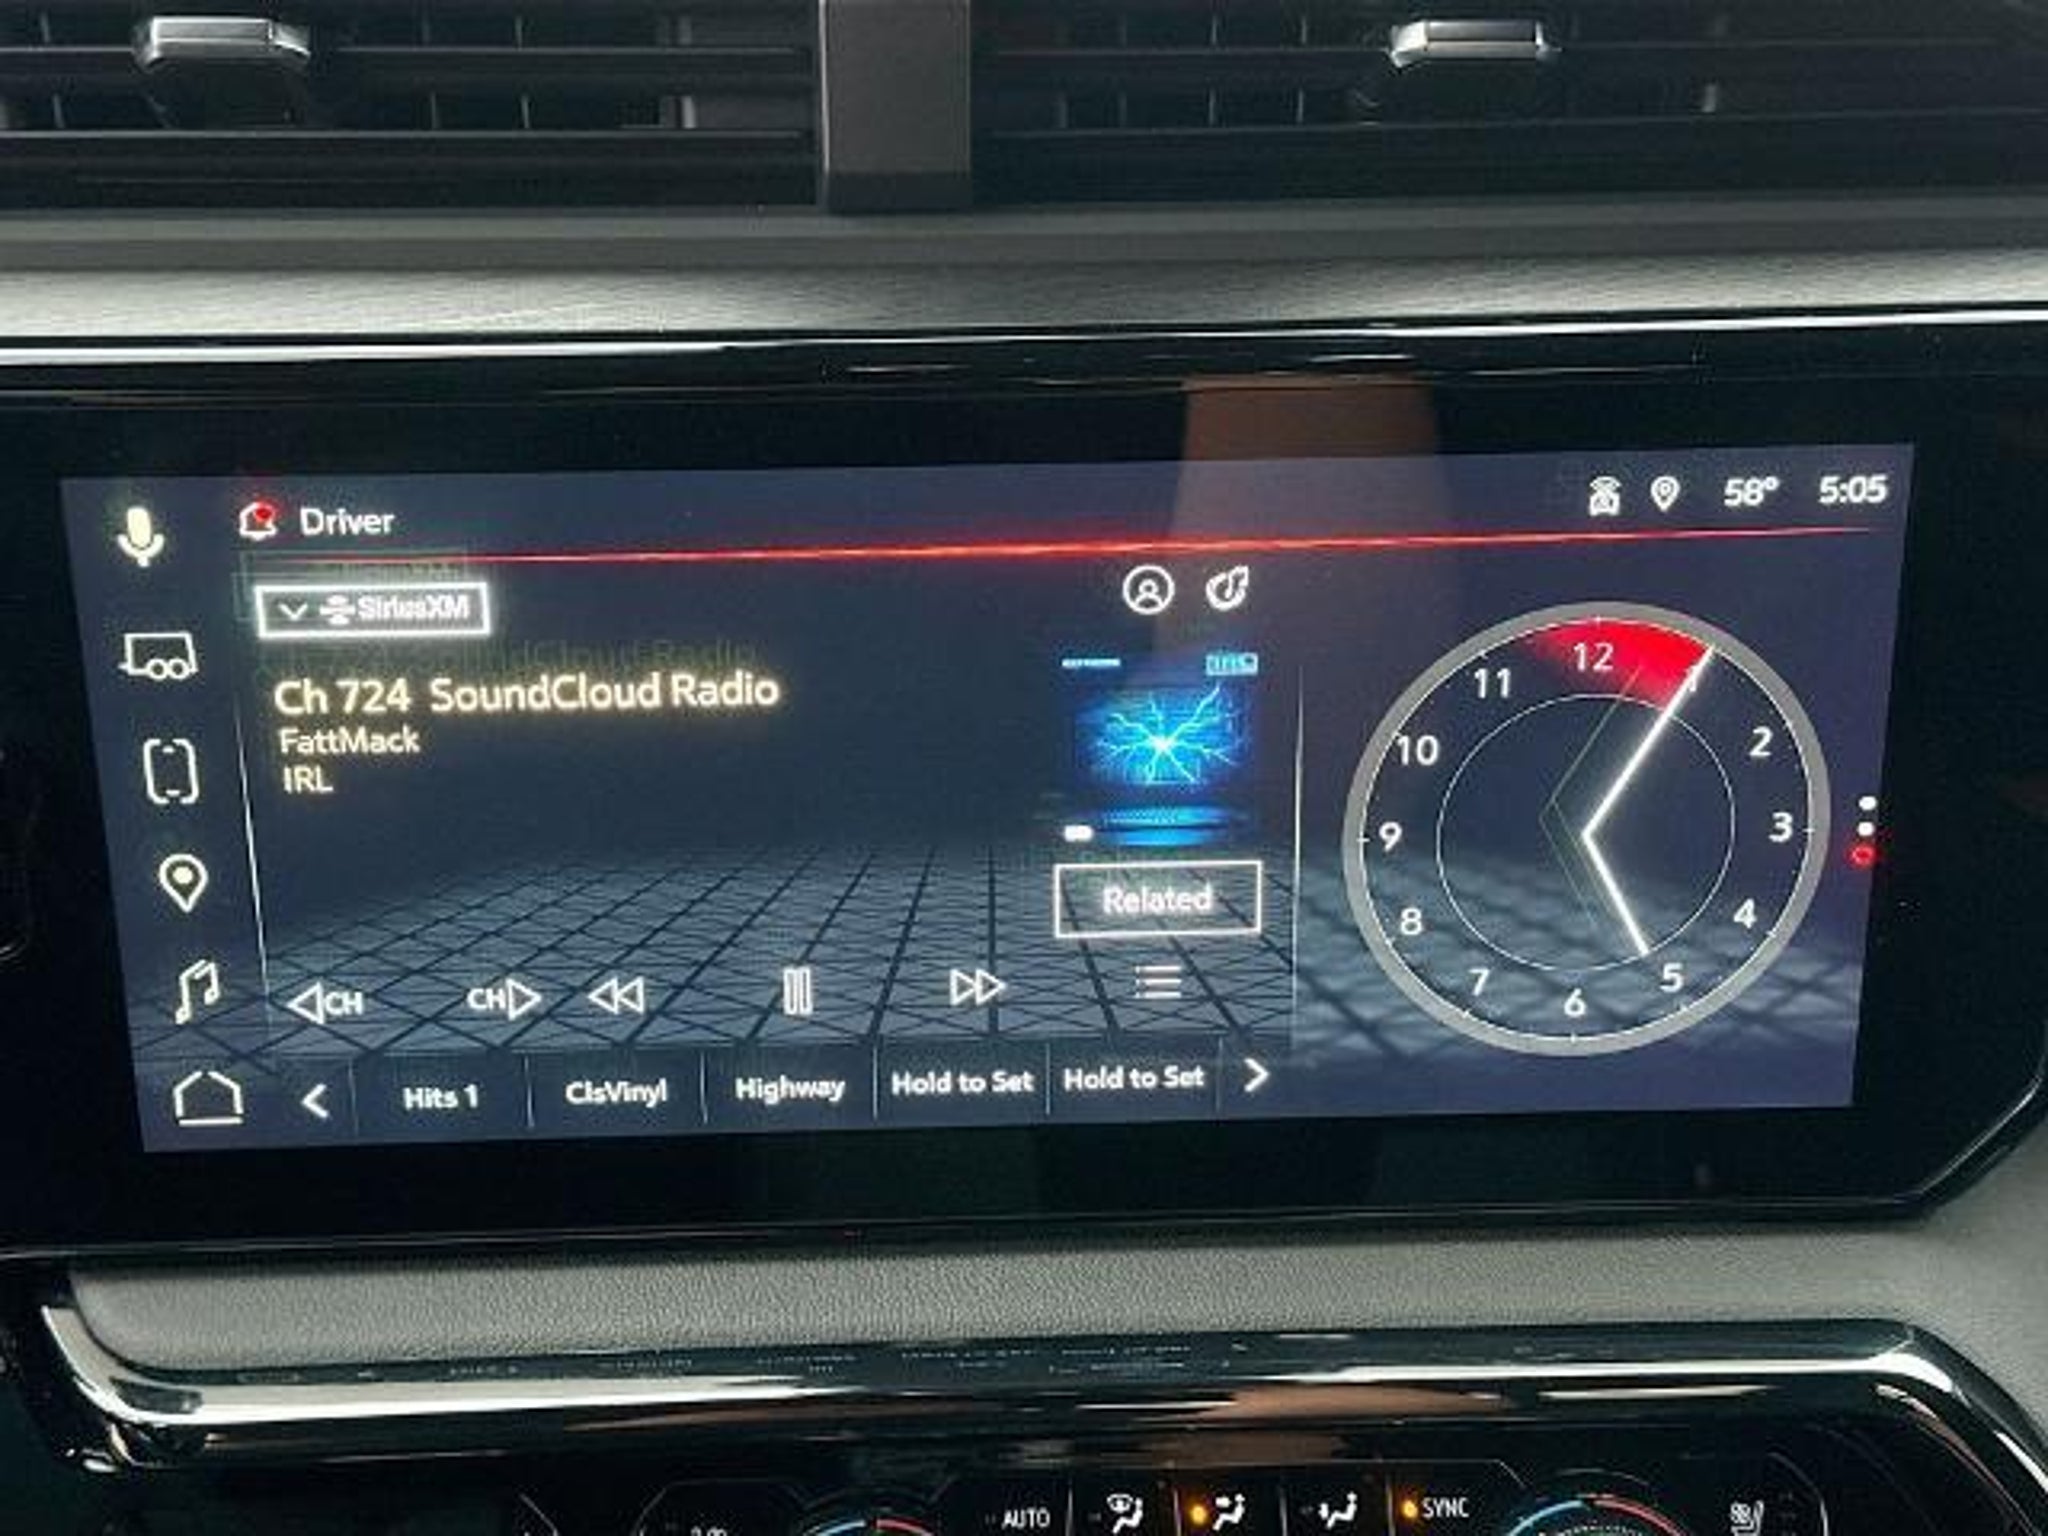 Driver
58° 5:05
SiriusXM
Ch 724 SoundCloud Radio
FattMack
IRL
Related
CH
CH
Hits 1
ClsVinyl
Highway
Hold to Set
Hold to Set
12
1
2
3
4
5
6
7
8
9
10
11
AUTO
SYNC